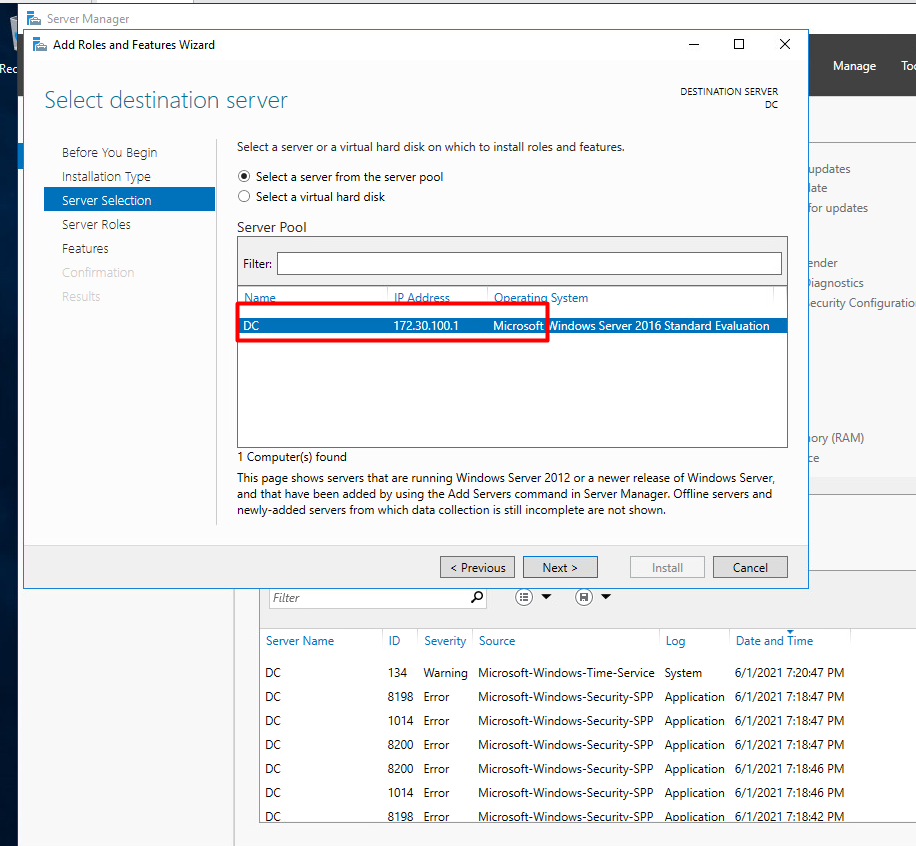 Server Manager
Add Roles and Features Wizard
Rec
Manage
Select destination server
DESTINATION SERVER
DC
Before You Begin
Installation Type
Server Selection
Server Roles
Features
Confirmation
Results
Select a server or a virtual hard disk on which to install roles and features.
Select a server from the server pool
Select a virtual hard disk
Server Pool
Filter:
Name IP Address Operating System
DC 172.30.100.1 Microsoft Windows Server 2016 Standard Evaluation
1 Computer(s) found
This page shows servers that are running Windows Server 2012 or a newer release of Windows Server,
and that have been added by using the Add Servers command in Server Manager. Offline servers and
newly-added servers from which data collection is still incomplete are not shown.
< Previous Next > Install Cancel
updates
for updates
Filter
Server Name ID Severity Source Log Date and Time
DC 134 Warning Microsoft-Windows-Time-Service System 6/1/2021 7:20:47 PM
DC 8198 Error Microsoft-Windows-Security-SPP Application 6/1/2021 7:18:47 PM
DC 1014 Error Microsoft-Windows-Security-SPP Application 6/1/2021 7:18:47 PM
DC 8200 Error Microsoft-Windows-Security-SPP Application 6/1/2021 7:18:47 PM
DC 8200 Error Microsoft-Windows-Security-SPP Application 6/1/2021 7:18:46 PM
DC 1014 Error Microsoft-Windows-Security-SPP Application 6/1/2021 7:18:46 PM
DC 8198 Error Microsoft-Windows-Security-SPP Application 6/1/2021 7:18:42 PM